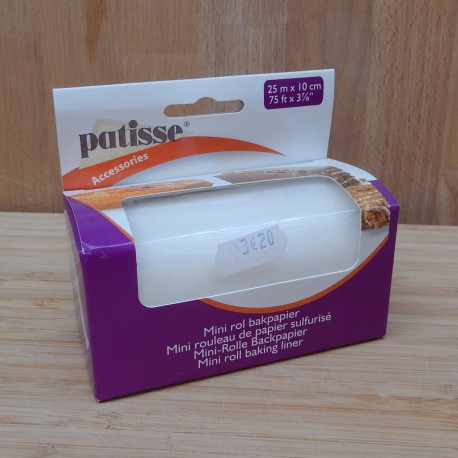 25 m x 10 cm
75 ft x 3⅞"
patisse®
Accessories
3€20
Mini rol bakpapier
Mini rouleau de papier sulfurisé
Mini-Rolle Backpapier
Mini roll baking liner